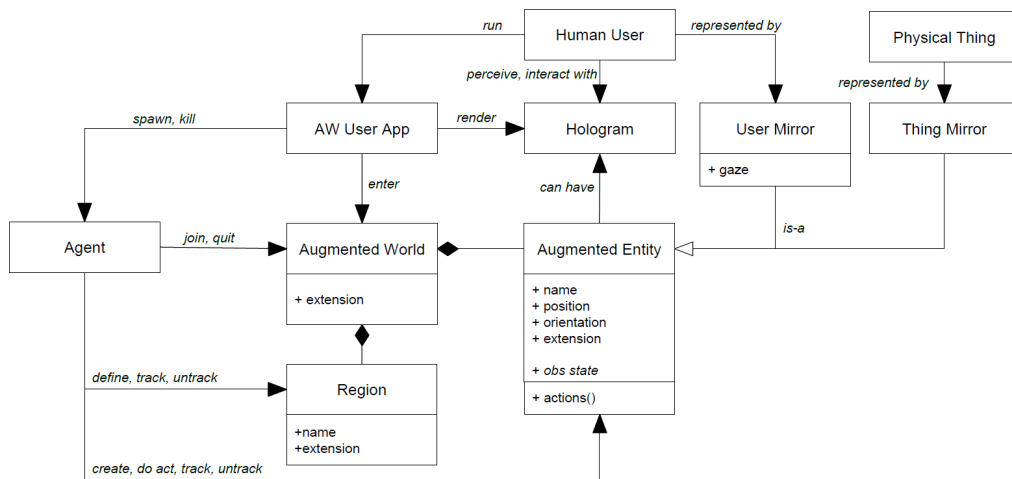 run
Human User
represented by
Physical Thing
perceive, interact with
represented by
spawn, kill
AW User App
render
Hologram
User Mirror
Thing Mirror
+ gaze
enter
can have
Agent
join, quit
Augmented World
Augmented Entity
is-a
+ extension
+ name
+ position
+ orientation
+ extension
+ obs state
+ actions()
define, track, untrack
Region
+name
+extension
create, do act, track, untrack